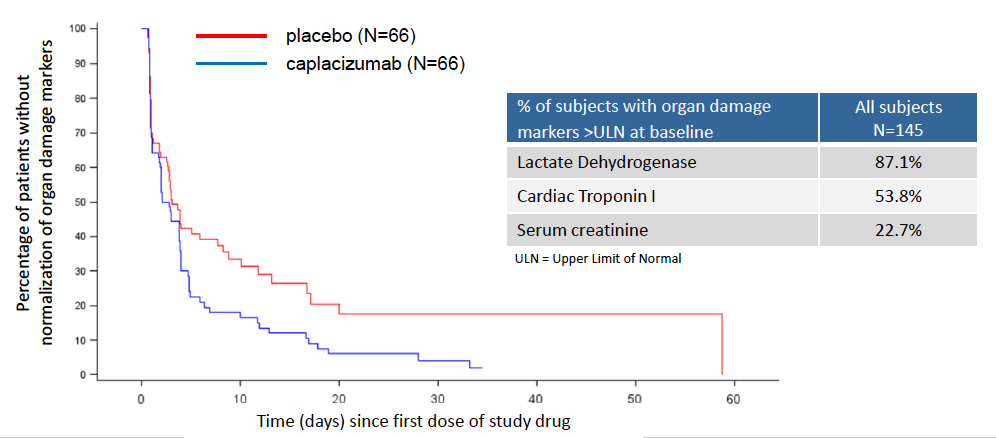 Percentage of patients without
normalization of organ damage markers
100
90
80
70
60
50
40
30
20
10
0
placebo (N=66)
caplacizumab (N=66)
0 10 20 30 40 50 60
Time (days) since first dose of study drug
% of subjects with organ damage
markers >ULN at baseline
All subjects
N=145
Lactate Dehydrogenase 87.1%
Cardiac Troponin I 53.8%
Serum creatinine 22.7%
ULN = Upper Limit of Normal